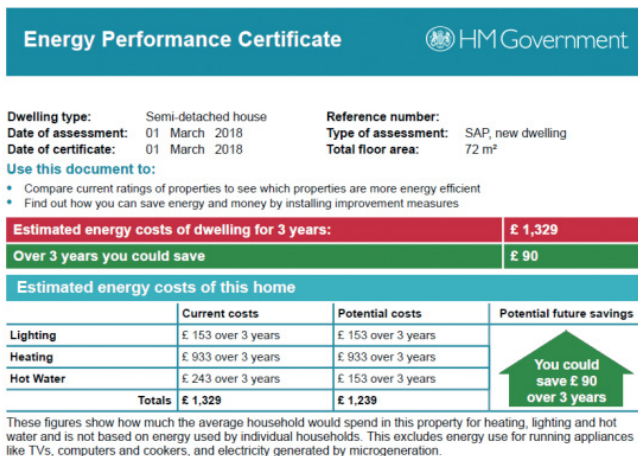 Energy Performance Certificate HM Government
Dwelling type: Semi-detached house Reference number:
Date of assessment: 01 March 2018 Type of assessment: SAP, new dwelling
Date of certificate: 01 March 2018 Total floor area: 72 m²
Use this document to:
• Compare current ratings of properties to see which properties are more energy efficient
• Find out how you can save energy and money by installing improvement measures
Estimated energy costs of dwelling for 3 years: £ 1,329
Over 3 years you could save £ 90
Estimated energy costs of this home
Current costs Potential costs Potential future savings
Lighting £ 153 over 3 years £ 153 over 3 years
Heating £ 933 over 3 years £ 933 over 3 years
Hot Water £ 243 over 3 years £ 153 over 3 years
Totals £ 1,329 £ 1,239
You could
save £ 90
over 3 years
These figures show how much the average household would spend in this property for heating, lighting and hot
water and is not based on energy used by individual households. This excludes energy use for running appliances
like TVs, computers and cookers, and electricity generated by microgeneration.